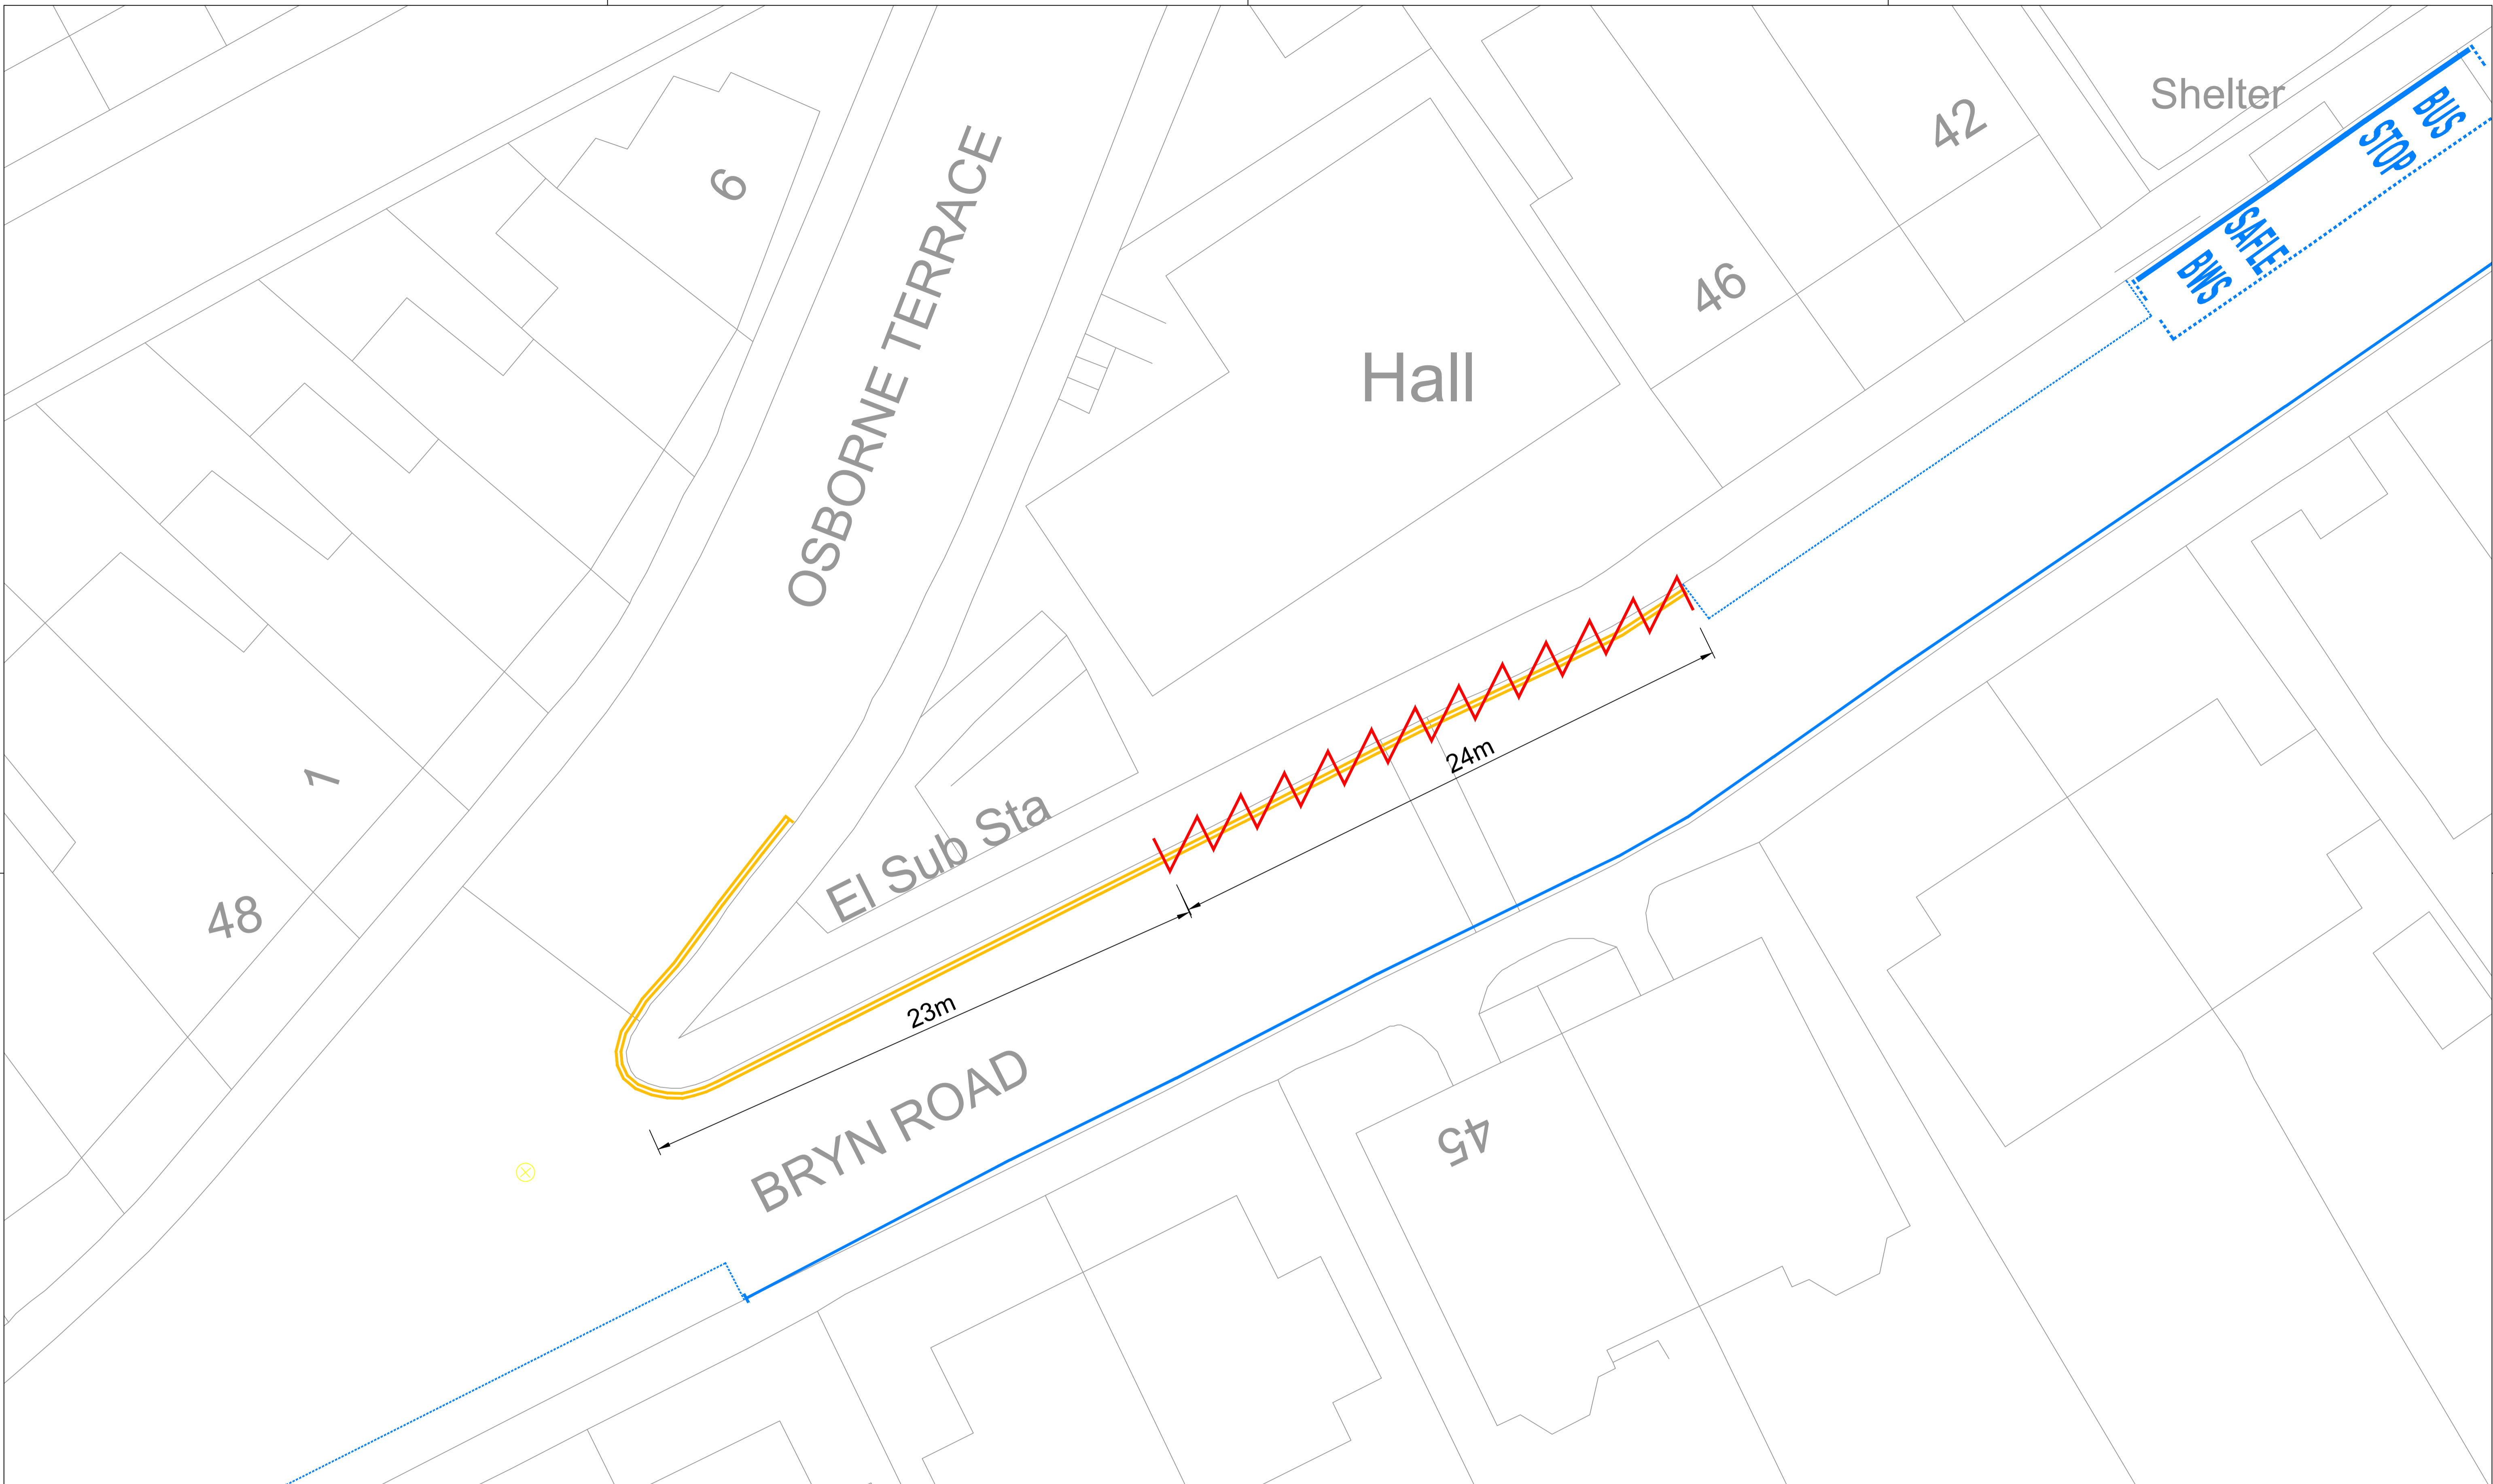 Shelter
BUS
STOP
42
6
SAFE
BWS
OSBORNE TERRACE
46
Hall
24m
1
El Sub Sta
48
23m
BRYN ROAD
45